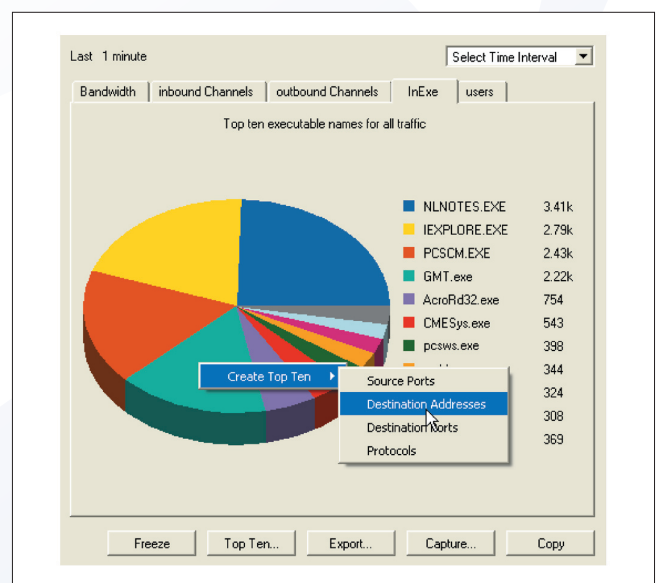 Last 1 minute
Select Time Interval
Bandwidth
inbound Channels
outbound Channels
InExe
users
Top ten executable names for all traffic
NLNOTES.EXE 3.41k
IEXPLORE.EXE 2.79k
PCSCM.EXE 2.43k
GMT.exe 2.22k
AcroRd32.exe 754
CMESys.exe 543
pcsws.exe 398
344
324
308
369
Create Top Ten
Source Ports
Destination Addresses
Destination Ports
Protocols
Freeze
Top Ten...
Export...
Capture...
Copy